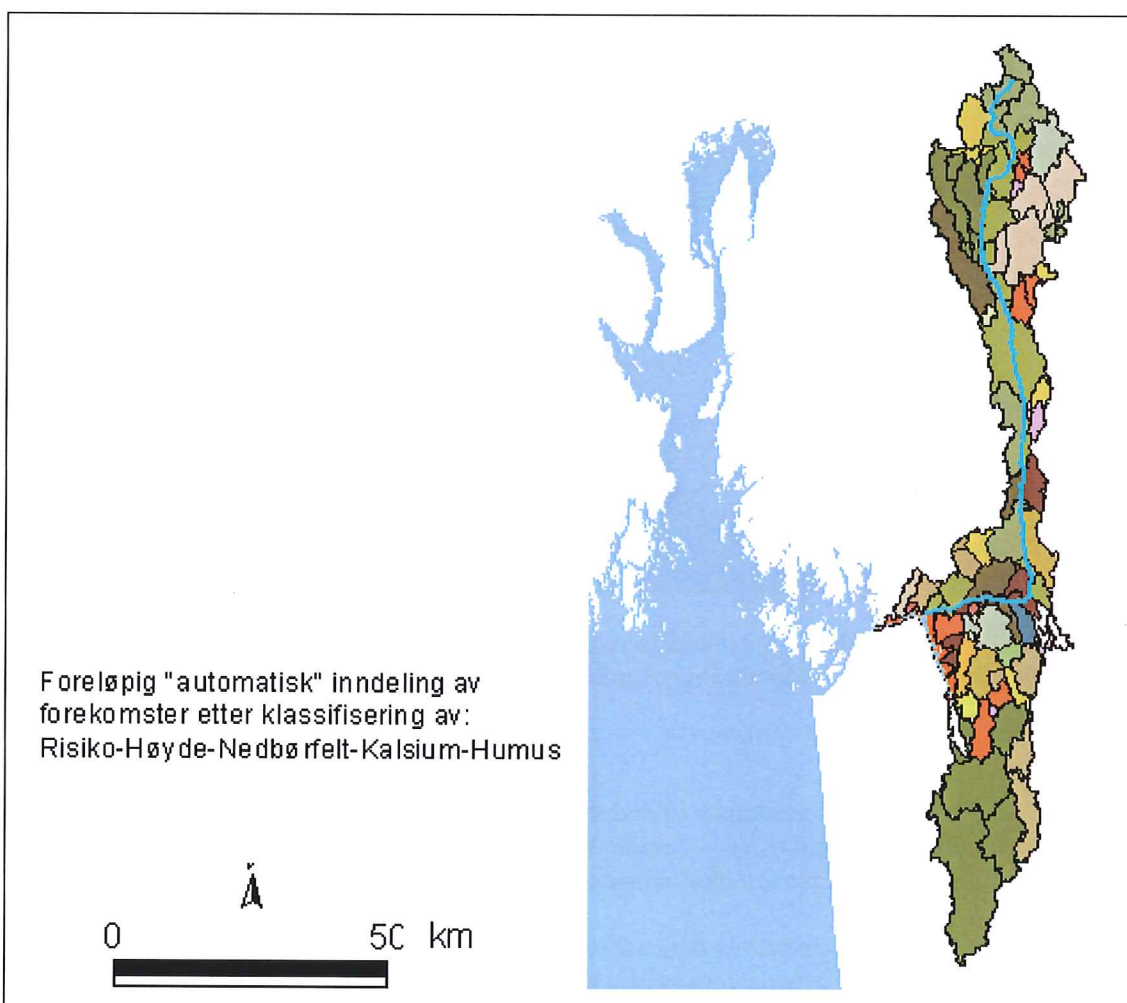 Foreløpig "automatisk" inndeling av
forekomster etter klassifisering av:
Risiko-Høyde-Nedbørfelt-Kalsium-Humus
0 50 km